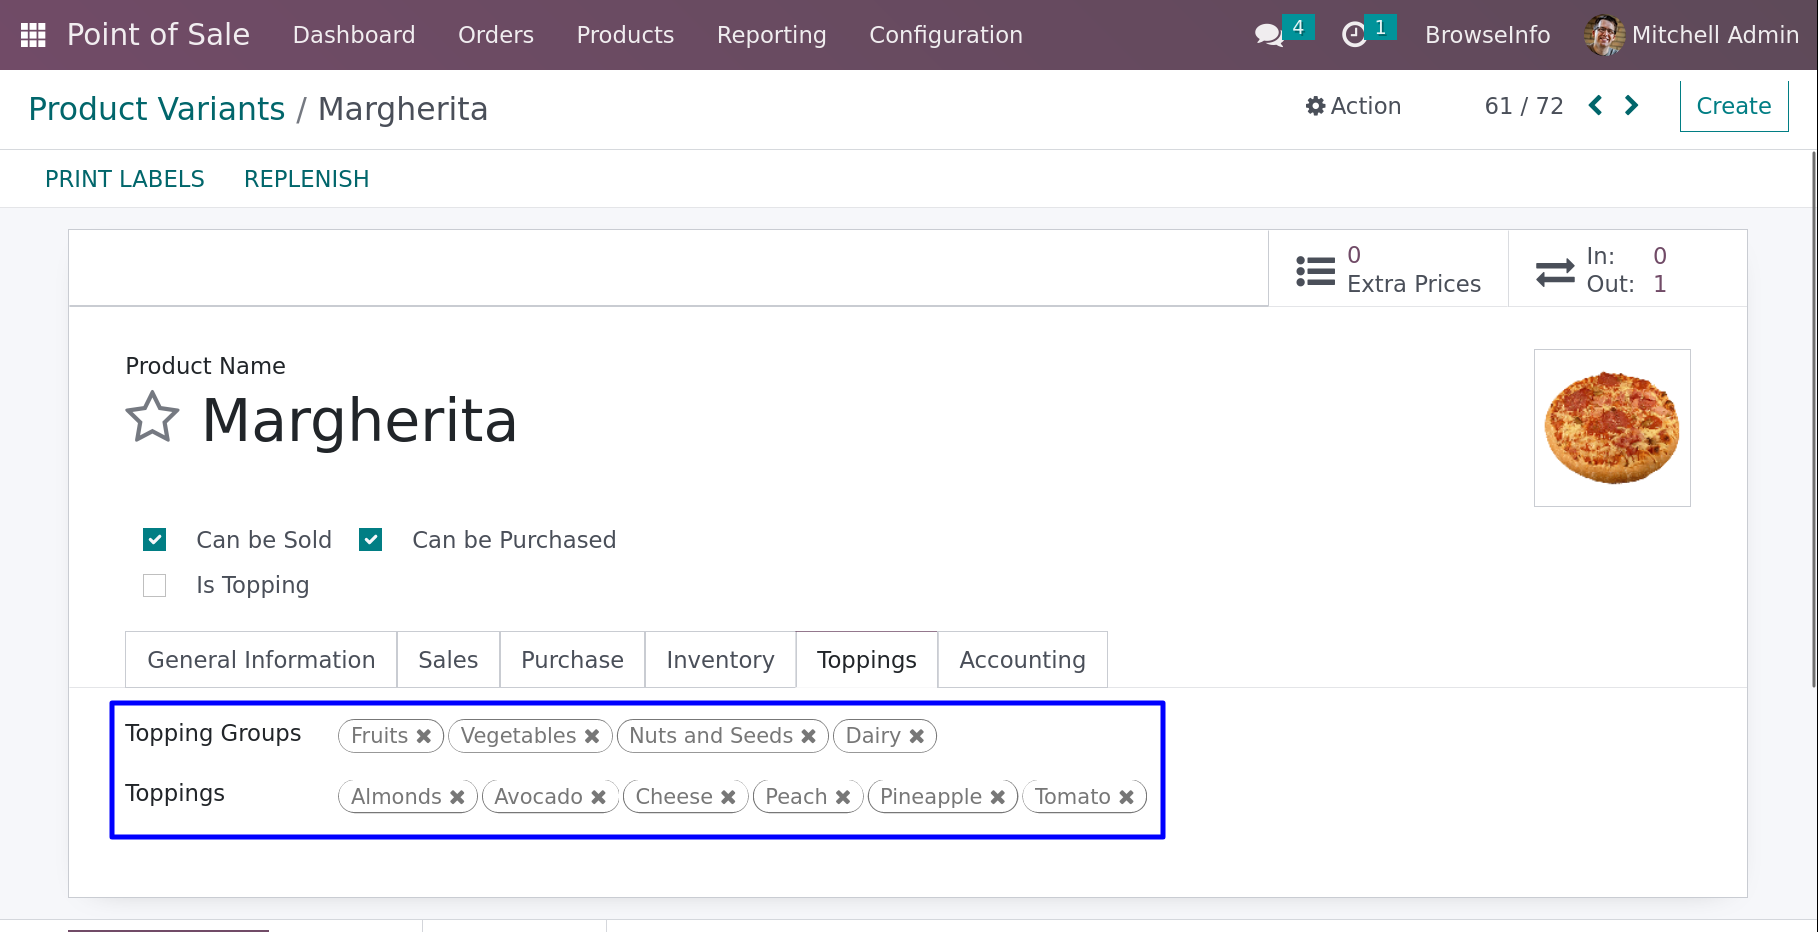 Point of Sale Dashboard Orders Products Reporting Configuration 4 1 BrowseInfo Mitchell Admin
Product Variants / Margherita Action 61 / 72 Create
PRINT LABELS REPLENISH
0 Extra Prices
In: 0
Out: 1
Product Name
Margherita
Can be Sold Can be Purchased
Is Topping
General Information Sales Purchase Inventory Toppings Accounting
Topping Groups Fruits Vegetables Nuts and Seeds Dairy
Toppings Almonds Avocado Cheese Peach Pineapple Tomato